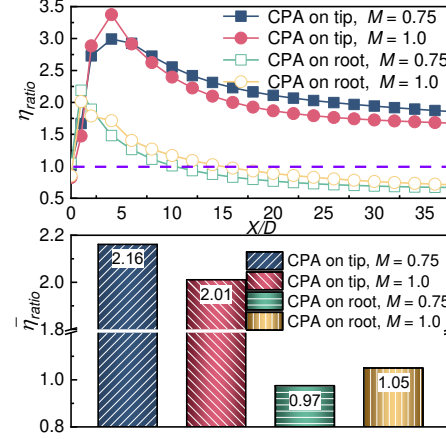 3.5
3.0
2.5
2.0
1.5
1.0
0.5
η_ratio
CPA on tip, M = 0.75
CPA on tip, M = 1.0
CPA on root, M = 0.75
CPA on root, M = 1.0
0 5 10 15 20 25 30 35
X/D
2.2
2.0
1.8
1.0
0.8
η̄_ratio
CPA on tip, M = 0.75
CPA on tip, M = 1.0
CPA on root, M = 0.75
CPA on root, M = 1.0
2.16
2.01
0.97
1.05